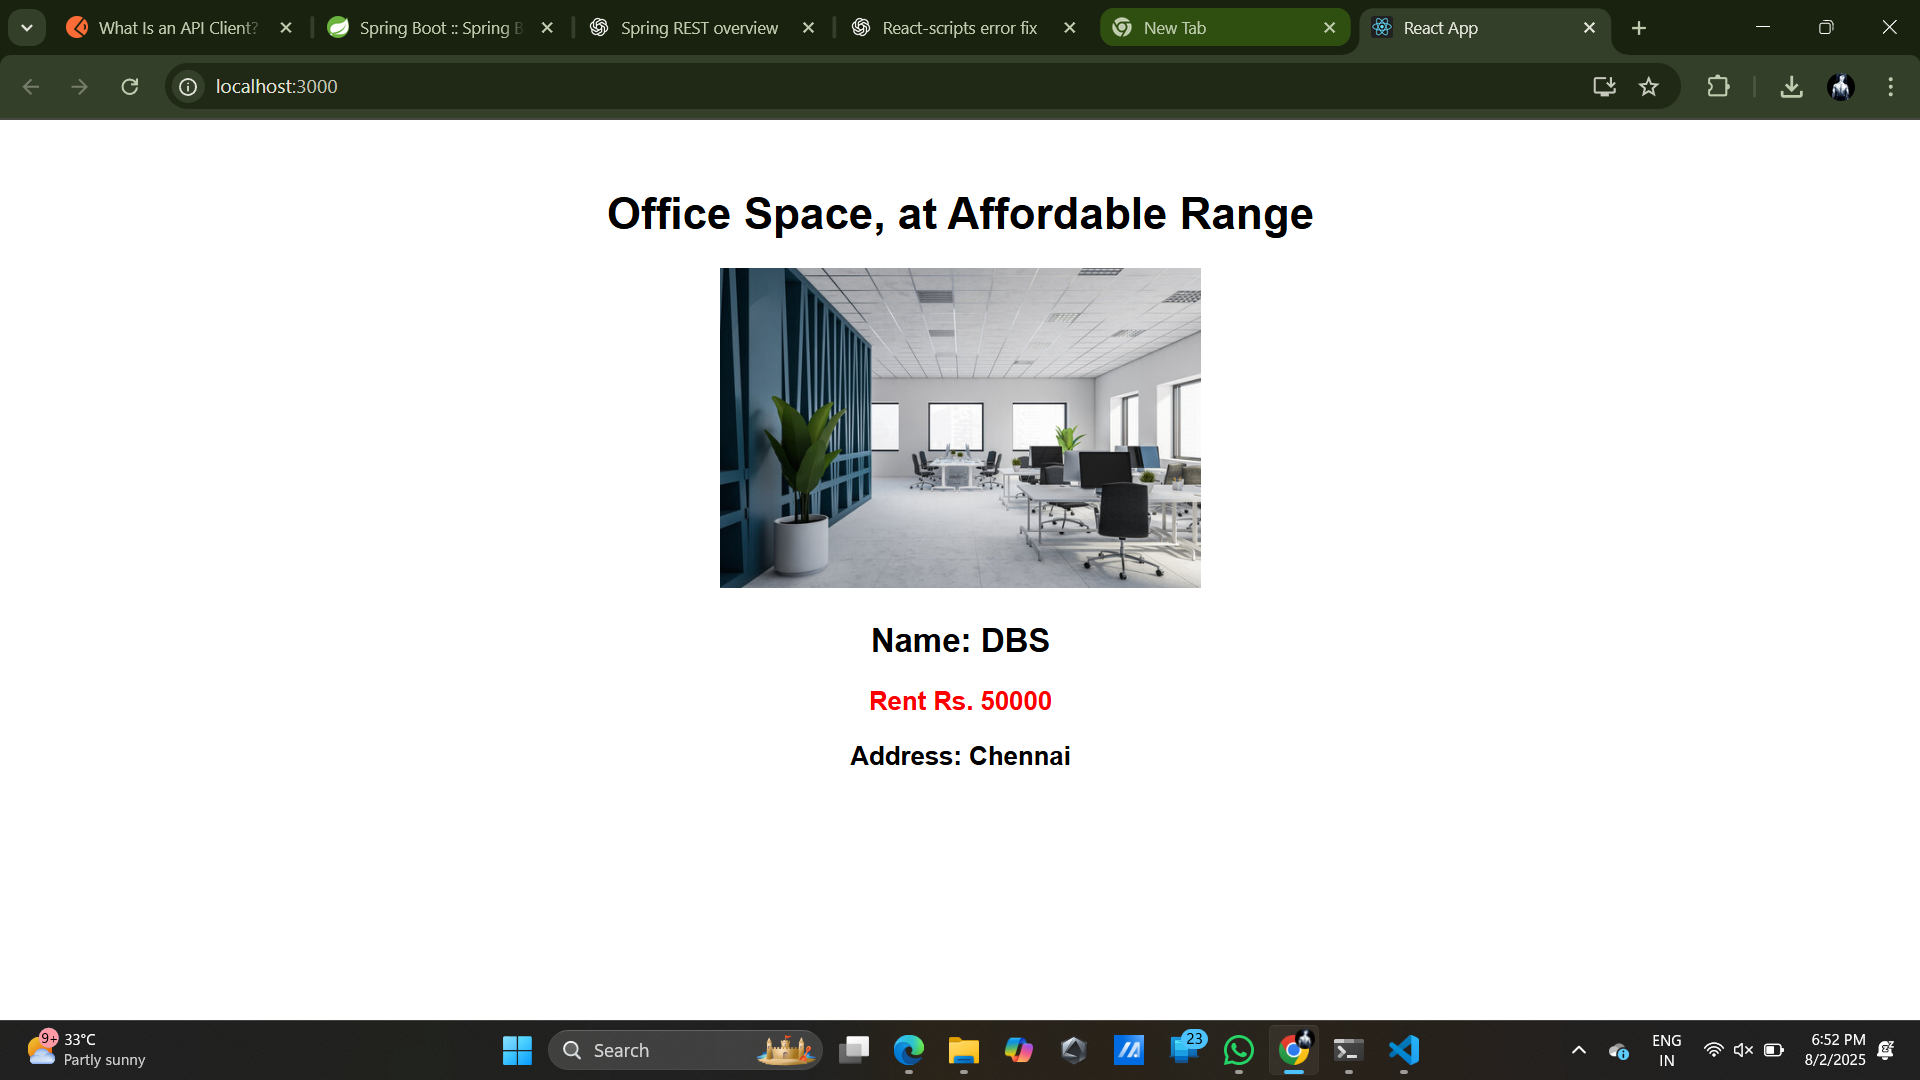 What Is an API Client?
Spring Boot :: Spring B
Spring REST overview
React-scripts error fix
New Tab
React App
localhost:3000
Office Space, at Affordable Range
Name: DBS
Rent Rs. 50000
Address: Chennai
9+
33°C
Partly sunny
Search
23
ENG
IN
6:52 PM
8/2/2025